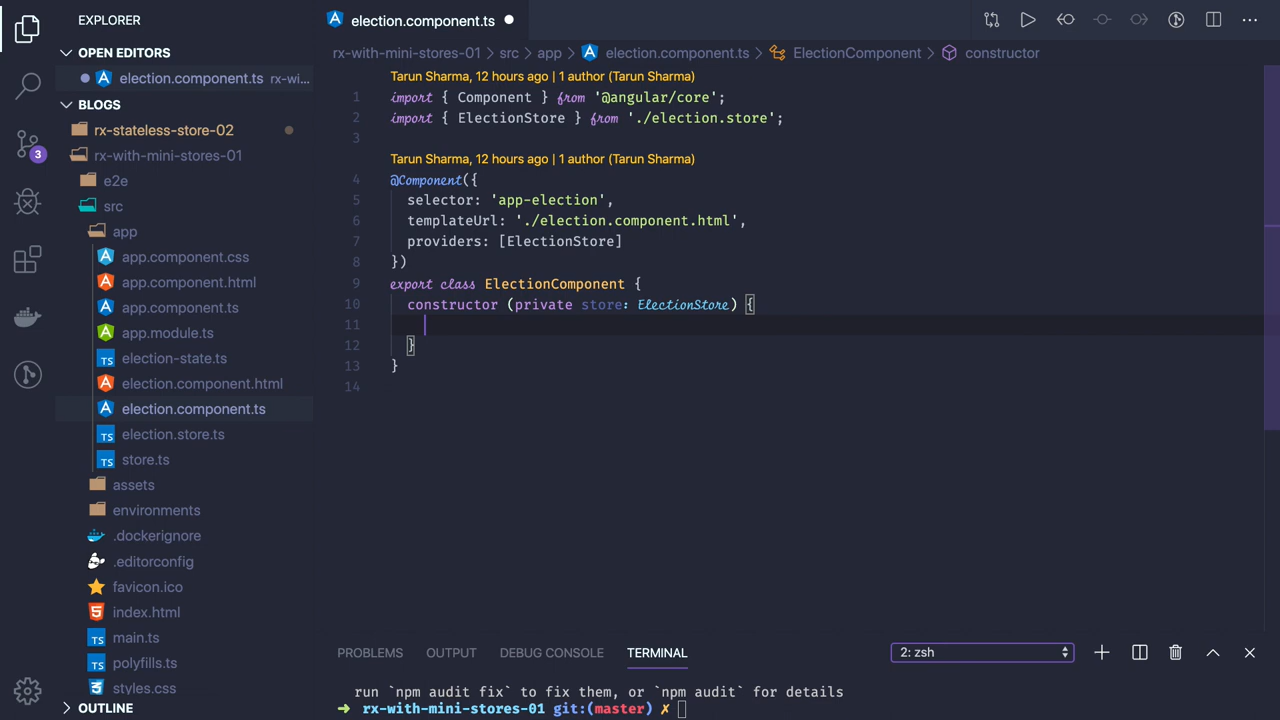 EXPLORER
OPEN EDITORS
election.component.ts rx-wi...
BLOGS
rx-stateless-store-02
rx-with-mini-stores-01
e2e
src
app
app.component.css
app.component.html
app.component.ts
app.module.ts
election-state.ts
election.component.html
election.component.ts
election.store.ts
store.ts
assets
environments
.dockerignore
.editorconfig
favicon.ico
index.html
main.ts
polyfills.ts
styles.css
OUTLINE
3
election.component.ts
rx-with-mini-stores-01 > src > app > election.component.ts > ElectionComponent > constructor
Tarun Sharma, 12 hours ago | 1 author (Tarun Sharma)
1 import { Component } from '@angular/core';
2 import { ElectionStore } from './election.store';
3
Tarun Sharma, 12 hours ago | 1 author (Tarun Sharma)
4 @Component({
5 selector: 'app-election',
6 templateUrl: './election.component.html',
7 providers: [ElectionStore]
8 })
9 export class ElectionComponent {
10 constructor (private store: ElectionStore) {
11
12 }
13 }
14
PROBLEMS OUTPUT DEBUG CONSOLE TERMINAL 2: zsh
run `npm audit fix` to fix them, or `npm audit` for details
➜ rx-with-mini-stores-01 git:(master) ✗